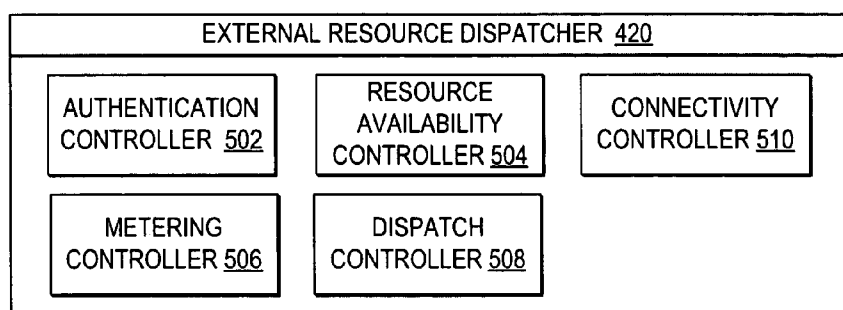 EXTERNAL RESOURCE DISPATCHER 420
AUTHENTICATION
CONTROLLER 502
RESOURCE
AVAILABILITY
CONTROLLER 504
CONNECTIVITY
CONTROLLER 510
METERING
CONTROLLER 506
DISPATCH
CONTROLLER 508